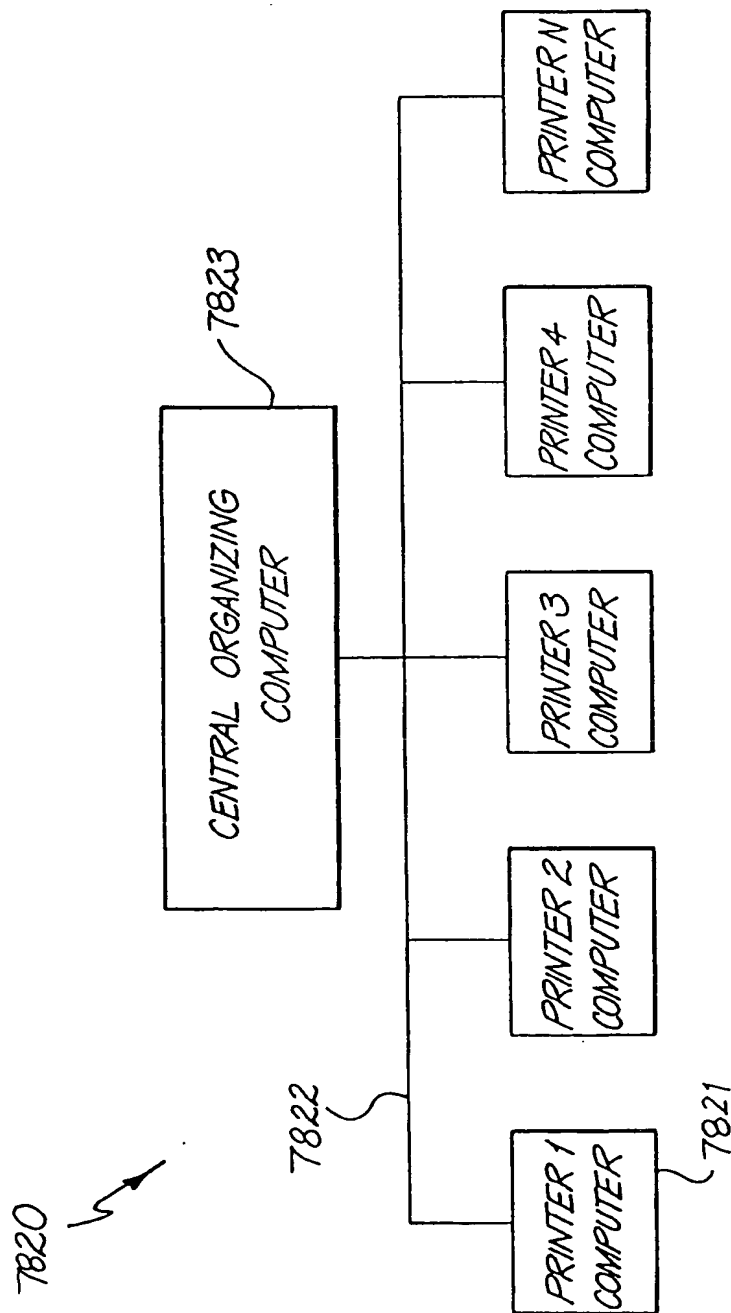 7820
CENTRAL ORGANIZING
COMPUTER
7823
7822
PRINTER 1
COMPUTER
7821
PRINTER 2
COMPUTER
PRINTER 3
COMPUTER
PRINTER 4
COMPUTER
PRINTER N
COMPUTER